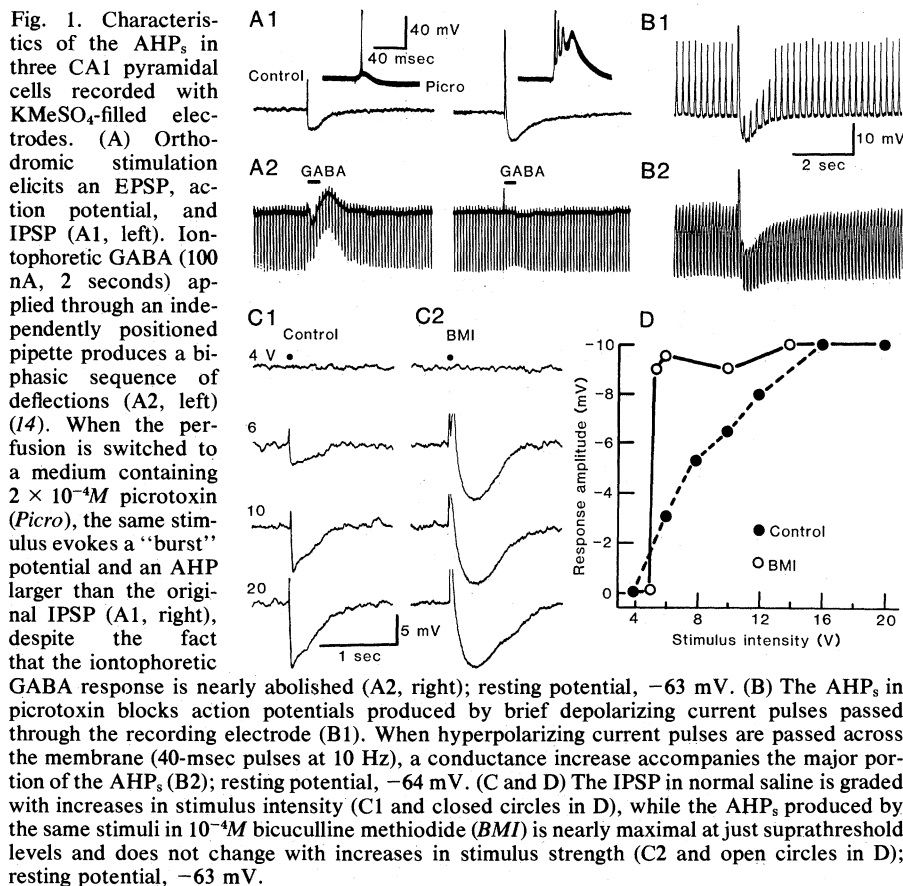 Fig. 1. Characteris-
tics of the AHPₛ in
three CA1 pyramidal
cells recorded with
KMeSO₄-filled elec-
trodes. (A) Ortho-
dromic stimulation
elicits an EPSP, ac-
tion potential, and
IPSP (A1, left). Ion-
tophoretic GABA (100
nA, 2 seconds) ap-
plied through an inde-
pendently positioned
pipette produces a bi-
phasic sequence of
deflections (A2, left)
(14). When the per-
fusion is switched to
a medium containing
2 × 10⁻⁴M picrotoxin
(Picro), the same stim-
ulus evokes a “burst”
potential and an AHP
larger than the origi-
nal IPSP (A1, right),
despite the fact
that the iontophoretic
GABA response is nearly abolished (A2, right); resting potential, −63 mV. (B) The AHPₛ in
picrotoxin blocks action potentials produced by brief depolarizing current pulses passed
through the recording electrode (B1). When hyperpolarizing current pulses are passed across
the membrane (40-msec pulses at 10 Hz), a conductance increase accompanies the major por-
tion of the AHPₛ (B2); resting potential, −64 mV. (C and D) The IPSP in normal saline is graded
with increases in stimulus intensity (C1 and closed circles in D), while the AHPₛ produced by
the same stimuli in 10⁻⁴M bicuculline methiodide (BMI) is nearly maximal at just suprathreshold
levels and does not change with increases in stimulus strength (C2 and open circles in D);
resting potential, −63 mV.
A1
40 mV
40 msec
Control
Picro
B1
10 mV
2 sec
A2
GABA
GABA
B2
C1
Control
C2
BMI
4 V
6
10
20
5 mV
1 sec
D
Response amplitude (mV)
-10
-8
-6
-4
-2
0
Control
BMI
4 8 12 16 20
Stimulus intensity (V)